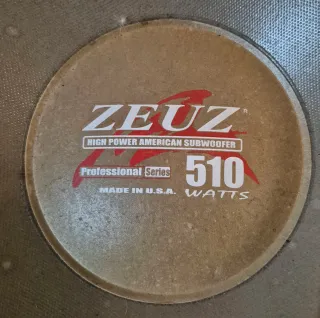 ZEUZ®
HIGH POWER AMERICAN SUBWOOFER
Professional Series 510
MADE IN U.S.A. WATTS